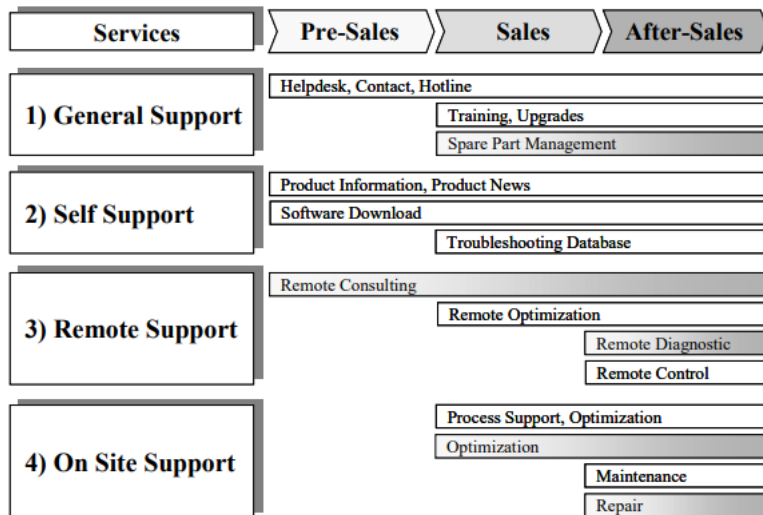 Services
Pre-Sales
Sales
After-Sales
1) General Support
Helpdesk, Contact, Hotline
Training, Upgrades
Spare Part Management
2) Self Support
Product Information, Product News
Software Download
Troubleshooting Database
3) Remote Support
Remote Consulting
Remote Optimization
Remote Diagnostic
Remote Control
4) On Site Support
Process Support, Optimization
Optimization
Maintenance
Repair